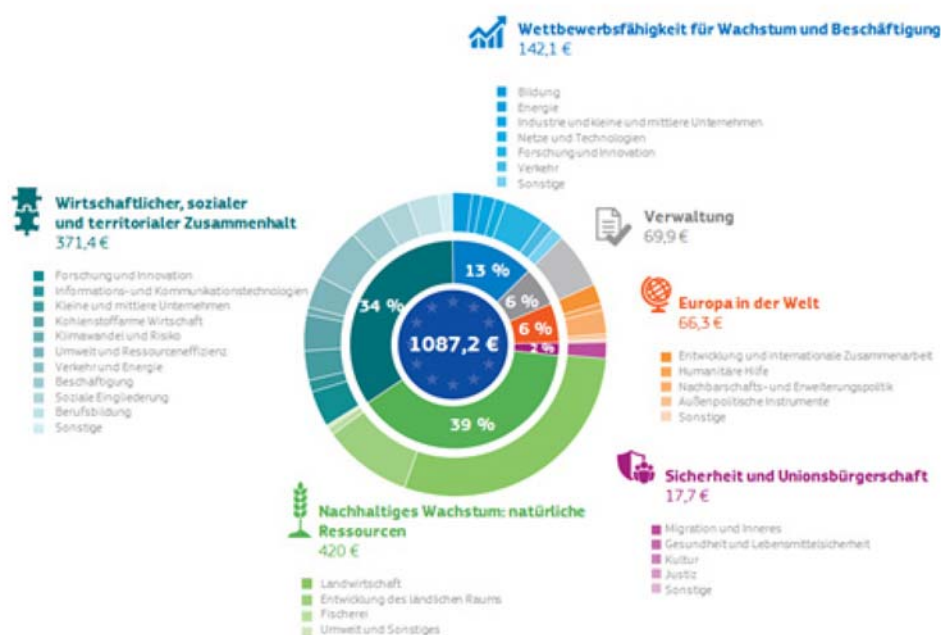 Wettbewerbsfähigkeit für Wachstum und Beschäftigung
142,1 €
Bildung
Energie
Industrie und kleine und mittlere Unternehmen
Netze und Technologien
Forschung und Innovation
Verkehr
Sonstige
Wirtschaftlicher, sozialer
und territorialer Zusammenhalt
371,4 €
Forschung und Innovation
Informations- und Kommunikationstechnologien
Kleine und mittlere Unternehmen
Kohlenstoffarme Wirtschaft
Klimawandel und Risiko
Umwelt und Ressourceneffizienz
Verkehr und Energie
Beschäftigung
Soziale Eingliederung
Berufsbildung
Sonstige
Verwaltung
69,9 €
Europa in der Welt
66,3 €
Entwicklung und internationale Zusammenarbeit
Humanitäre Hilfe
Nachbarschafts- und Erweiterungspolitik
Außenpolitische Instrumente
Sonstige
13 %
6 %
6 %
2 %
34 %
39 %
1087,2 €
Sicherheit und Unionsbürgerschaft
17,7 €
Migration und Inneres
Gesundheit und Lebensmittelsicherheit
Kultur
Justiz
Sonstige
Nachhaltiges Wachstum: natürliche
Ressourcen
420 €
Landwirtschaft
Entwicklung des ländlichen Raums
Fischerei
Umwelt und Sonstiges